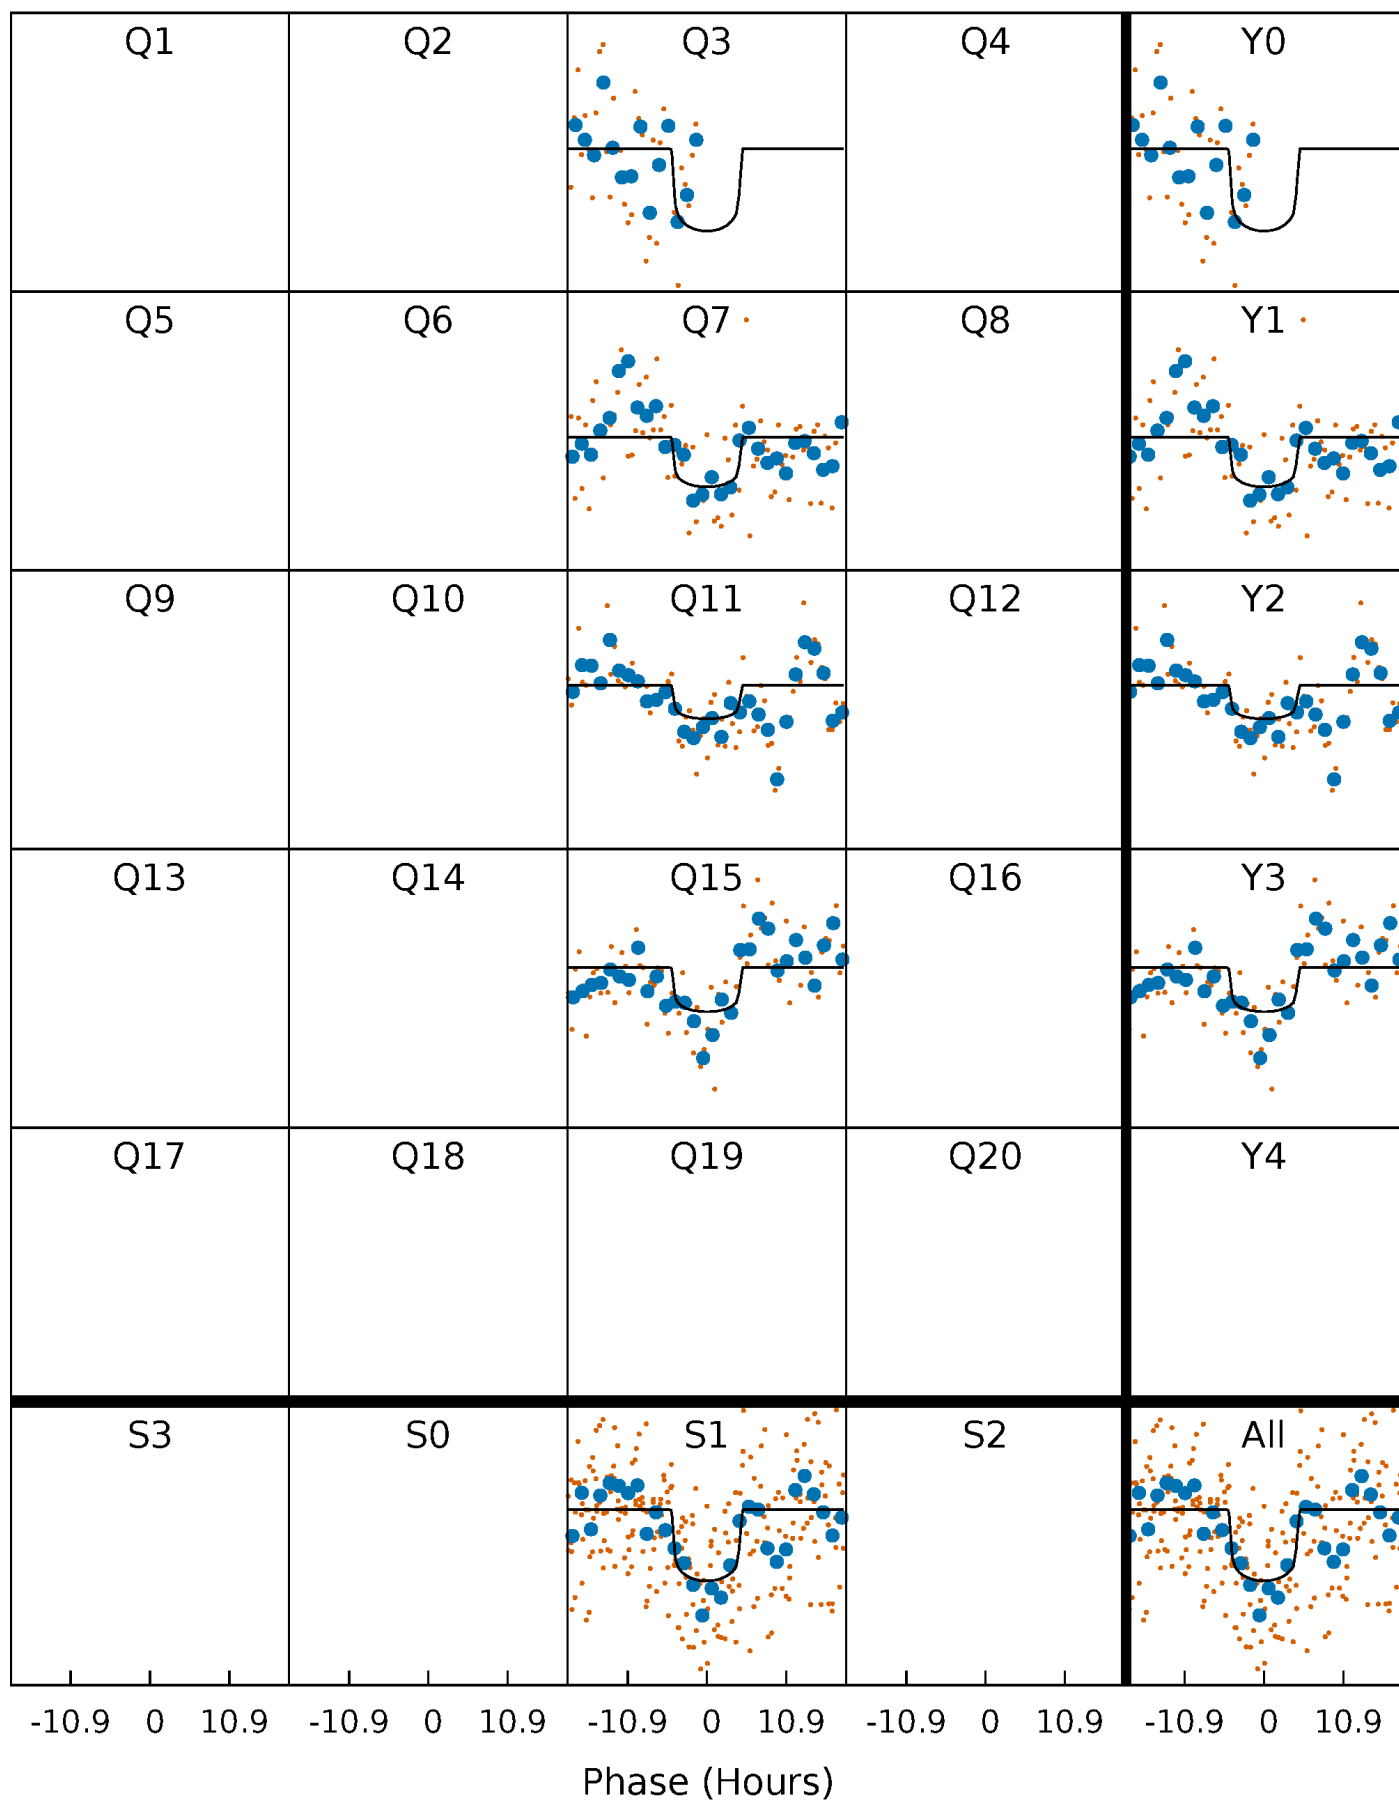 Q1 Q2 Q3 Q4 Y0
Q5 Q6 Q7 Q8 Y1
Q9 Q10 Q11 Q12 Y2
Q13 Q14 Q15 Q16 Y3
Q17 Q18 Q19 Q20 Y4
S3 S0 S1 S2 All
-10.9 0 10.9 -10.9 0 10.9 -10.9 0 10.9 -10.9 0 10.9 -10.9 0 10.9
Phase (Hours)